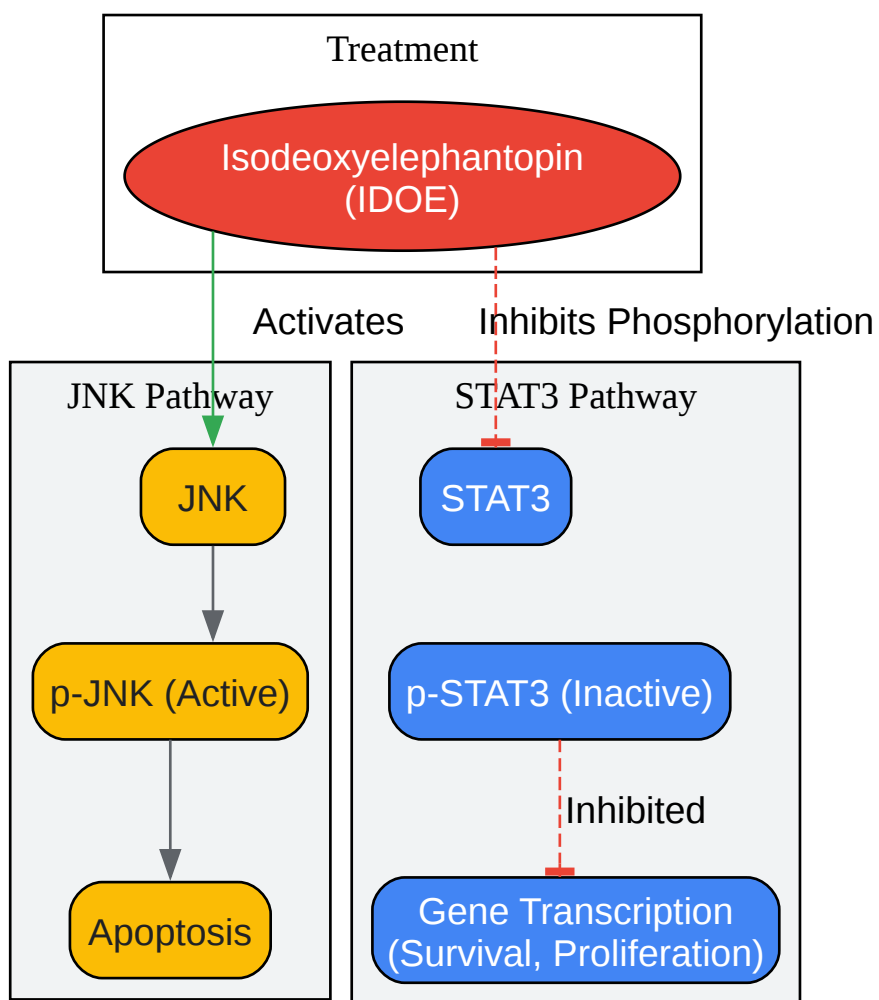 Treatment
Isodeoxyelephantopin
(IDOE)
Activates
Inhibits Phosphorylation
JNK Pathway
STAT3 Pathway
JNK
STAT3
p-JNK (Active)
p-STAT3 (Inactive)
Inhibited
Apoptosis
Gene Transcription
(Survival, Proliferation)